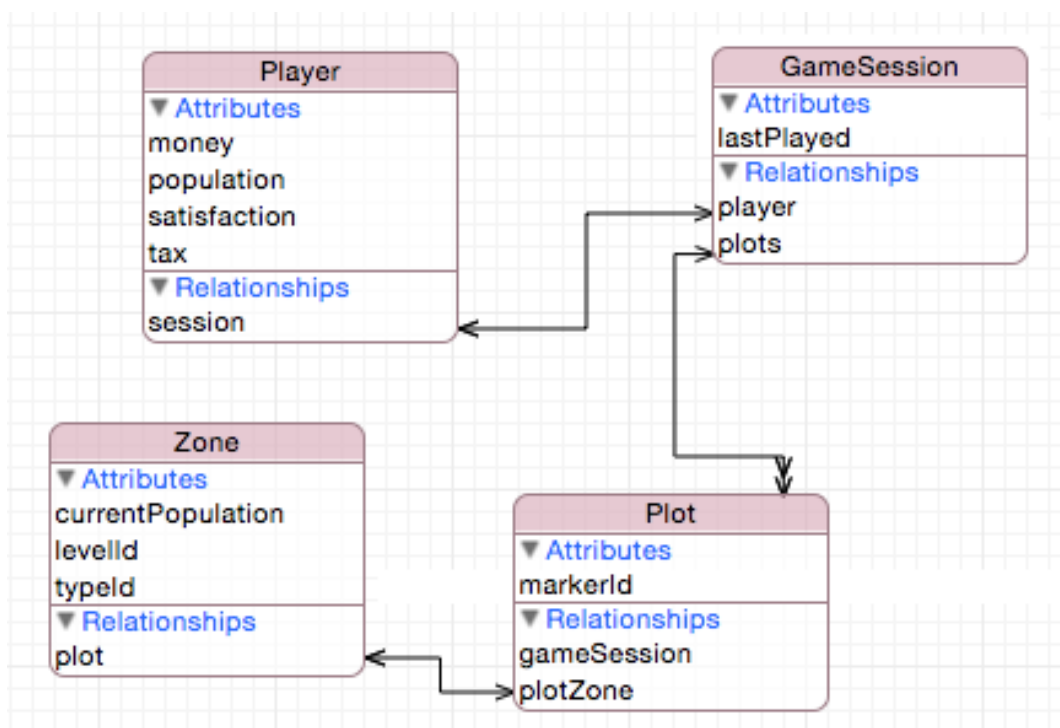 Player
Attributes
money
population
satisfaction
tax
Relationships
session
GameSession
Attributes
lastPlayed
Relationships
player
plots
Zone
Attributes
currentPopulation
levelId
typeId
Relationships
plot
Plot
Attributes
markerId
Relationships
gameSession
plotZone